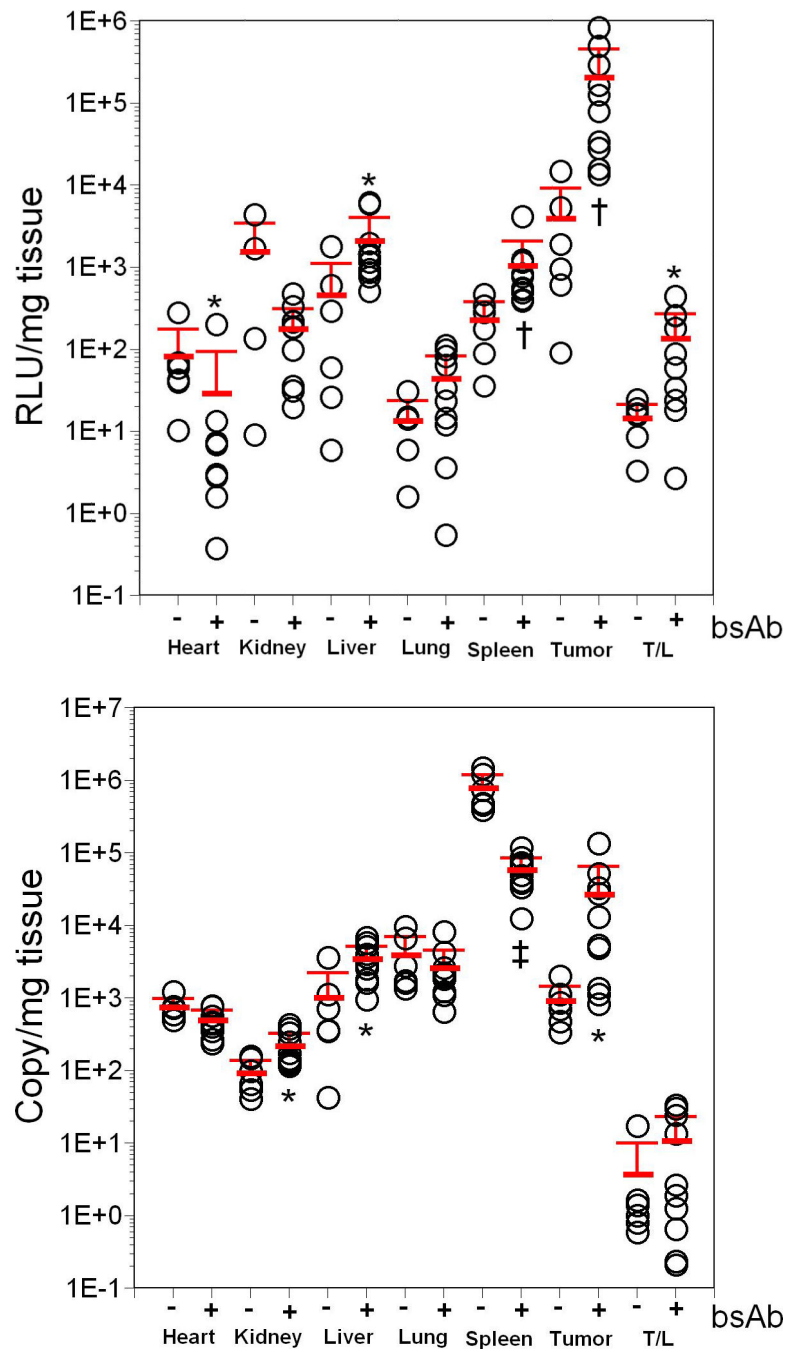 1E+6
*
1E+5
1E+4
*
†
*
1E+3
*
†
1E+2
1E+1
1E+0
1E-1
RLU/mg tissue
- + - + - + - + - + - + - + bsAb
Heart Kidney Liver Lung Spleen Tumor T/L
1E+7
1E+6
1E+5
1E+4
‡
1E+3
* *
1E+2
*
1E+1
1E+0
1E-1
Copy/mg tissue
- + - + - + - + - + - + - + bsAb
Heart Kidney Liver Lung Spleen Tumor T/L